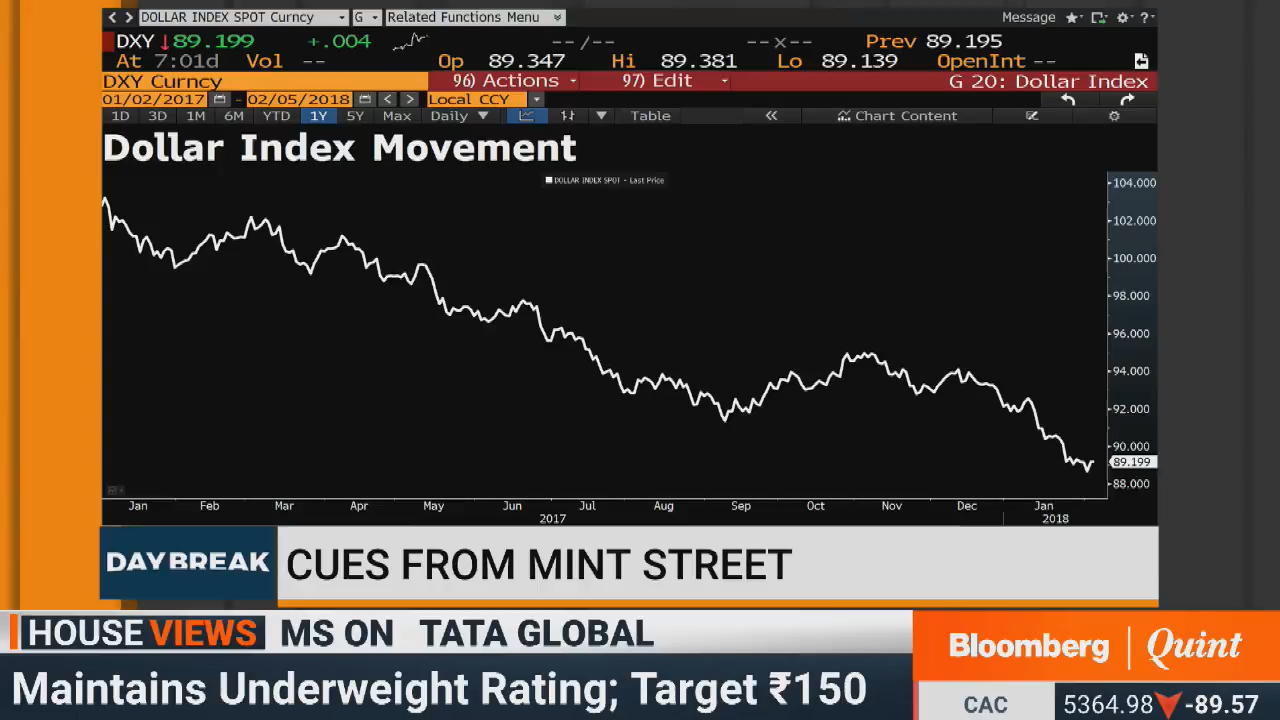 DOLLAR INDEX SPOT Curncy G Related Functions Menu Message ?
DXY ↓89.199 +.004 --/-- --x-- Prev 89.195
At 7:01d Vol -- Op 89.347 Hi 89.381 Lo 89.139 OpenInt --
DXY Curncy 96) Actions 97) Edit G 20: Dollar Index
01/02/2017 - 02/05/2018 Local CCY
1D 3D 1M 6M YTD 1Y 5Y Max Daily ▼ ▼ Table « Chart Content
Dollar Index Movement
DOLLAR INDEX SPOT - Last Price
104.000
102.000
100.000
98.000
96.000
94.000
92.000
90.000
89.199
88.000
Jan Feb Mar Apr May Jun Jul Aug Sep Oct Nov Dec Jan
2017 2018
DAYBREAK CUES FROM MINT STREET
HOUSE VIEWS MS ON TATA GLOBAL
Maintains Underweight Rating; Target ₹150
Bloomberg | Quint
CAC 5364.98 -89.57